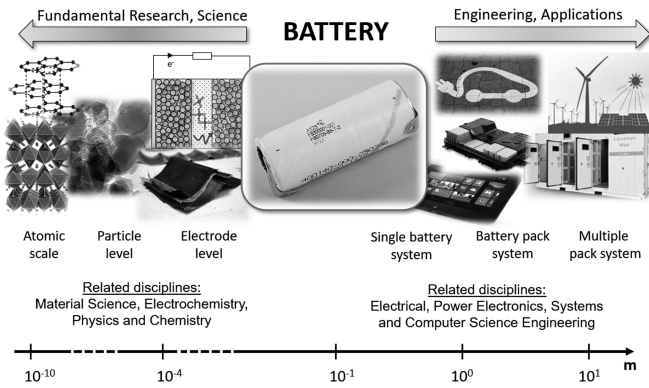 Fundamental Research, Science
BATTERY
Engineering, Applications
e-
Atomic
scale
Particle
level
Electrode
level
Single battery
system
Battery pack
system
Multiple
pack system
Related disciplines:
Material Science, Electrochemistry,
Physics and Chemistry
Related disciplines:
Electrical, Power Electronics, Systems
and Computer Science Engineering
10-10
10-4
10-1
100
101
m